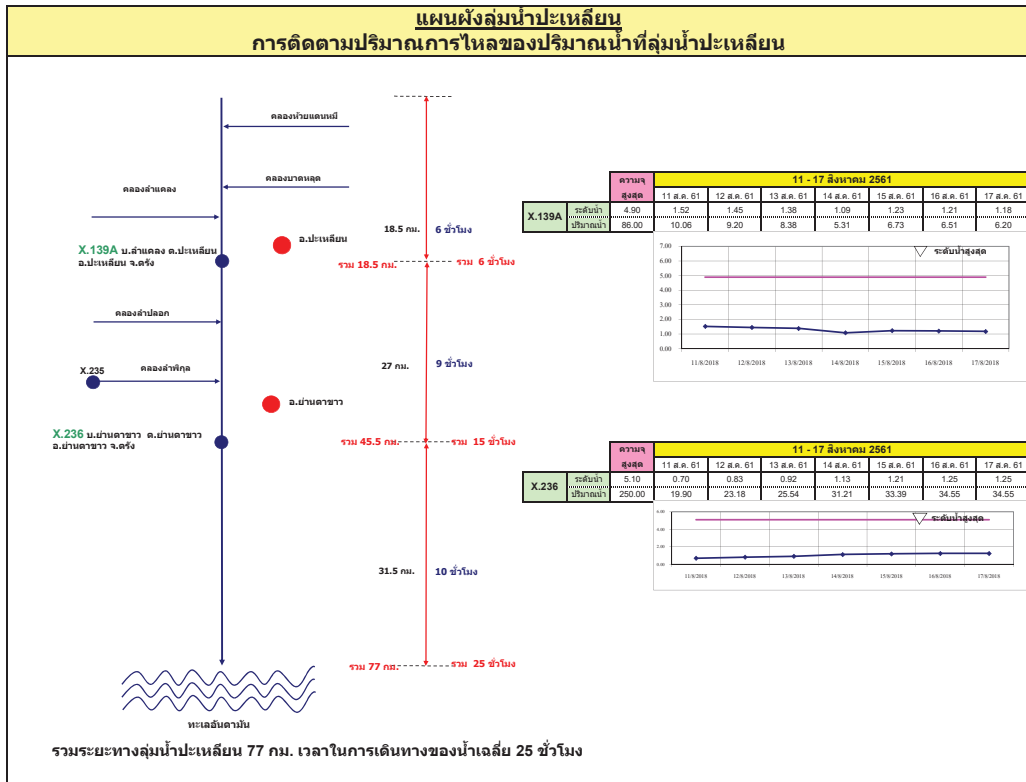 แผนผังลุ่มน้ำปะเหลียน
การติดตามปริมาณการไหลของปริมาณน้ำที่ลุ่มน้ำปะเหลียน
คลองห้วยแดนหมี
คลองบาตหลุด
คลองลำแคลง
18.5 กม. 6 ชั่วโมง
อ.ปะเหลียน
X.139A บ.ลำแคลง ต.ปะเหลียน
อ.ปะเหลียน จ.ตรัง
รวม 18.5 กม. รวม 6 ชั่วโมง
คลองลำปลอก
X.235 คลองลำพิกุล
27 กม. 9 ชั่วโมง
อ.ย่านตาขาว
X.236 บ.ย่านตาขาว ต.ย่านตาขาว
อ.ย่านตาขาว จ.ตรัง
รวม 45.5 กม. รวม 15 ชั่วโมง
31.5 กม. 10 ชั่วโมง
รวม 77 กม. รวม 25 ชั่วโมง
ทะเลอันดามัน
ความจุ 11 - 17 สิงหาคม 2561
สูงสุด 11 ส.ค. 61 12 ส.ค. 61 13 ส.ค. 61 14 ส.ค. 61 15 ส.ค. 61 16 ส.ค. 61 17 ส.ค. 61
X.139A
ระดับน้ำ 4.90 1.52 1.45 1.38 1.09 1.23 1.21 1.18
ปริมาณน้ำ 86.00 10.06 9.20 8.38 5.31 6.73 6.51 6.20
ระดับน้ำสูงสุด
7.00
6.00
5.00
4.00
3.00
2.00
1.00
0.00
11/8/2018 12/8/2018 13/8/2018 14/8/2018 15/8/2018 16/8/2018 17/8/2018
ความจุ 11 - 17 สิงหาคม 2561
สูงสุด 11 ส.ค. 61 12 ส.ค. 61 13 ส.ค. 61 14 ส.ค. 61 15 ส.ค. 61 16 ส.ค. 61 17 ส.ค. 61
X.236
ระดับน้ำ 5.10 0.70 0.83 0.92 1.13 1.21 1.25 1.25
ปริมาณน้ำ 250.00 19.90 23.18 25.54 31.21 33.39 34.55 34.55
ระดับน้ำสูงสุด
6.00
4.00
2.00
0.00
11/8/2018 12/8/2018 13/8/2018 14/8/2018 15/8/2018 16/8/2018 17/8/2018
รวมระยะทางลุ่มน้ำปะเหลียน 77 กม. เวลาในการเดินทางของน้ำเฉลี่ย 25 ชั่วโมง